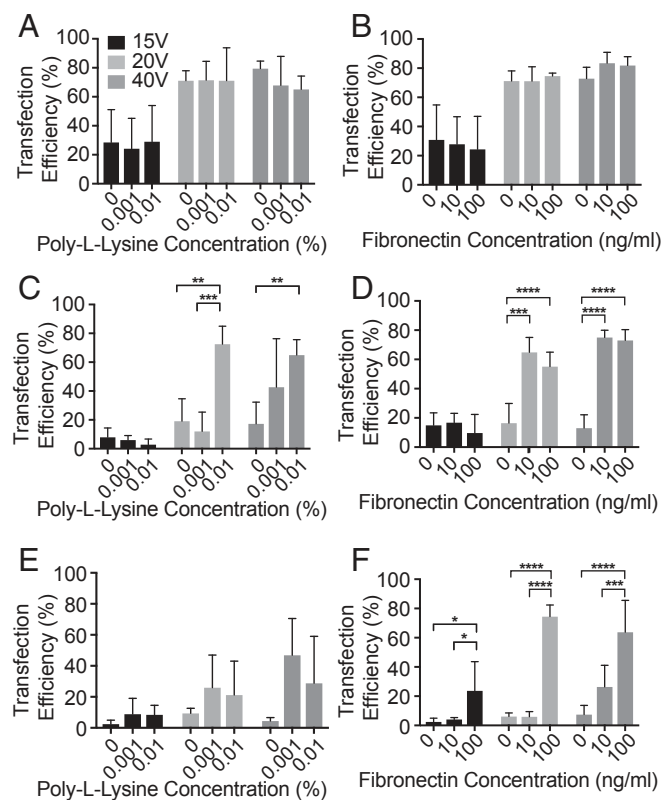 A
15V
20V
40V
Transfection
Efficiency (%)
100
80
60
40
20
0
0 0.001 0.01 0 0.001 0.01 0 0.001 0.01
Poly-L-Lysine Concentration (%)
B
Transfection
Efficiency (%)
100
80
60
40
20
0
0 10 100 0 10 100 0 10 100
Fibronectin Concentration (ng/ml)
C
Transfection
Efficiency (%)
100
80
60
40
20
0
** **
***
0 0.001 0.01 0 0.001 0.01 0 0.001 0.01
Poly-L-Lysine Concentration (%)
D
Transfection
Efficiency (%)
100
80
60
40
20
0
**** ****
*** ****
0 10 100 0 10 100 0 10 100
Fibronectin Concentration (ng/ml)
E
Transfection
Efficiency (%)
100
80
60
40
20
0
0 0.001 0.01 0 0.001 0.01 0 0.001 0.01
Poly-L-Lysine Concentration (%)
F
Transfection
Efficiency (%)
100
80
60
40
20
0
**** ****
**** ***
*
*
0 10 100 0 10 100 0 10 100
Fibronectin Concentration (ng/ml)